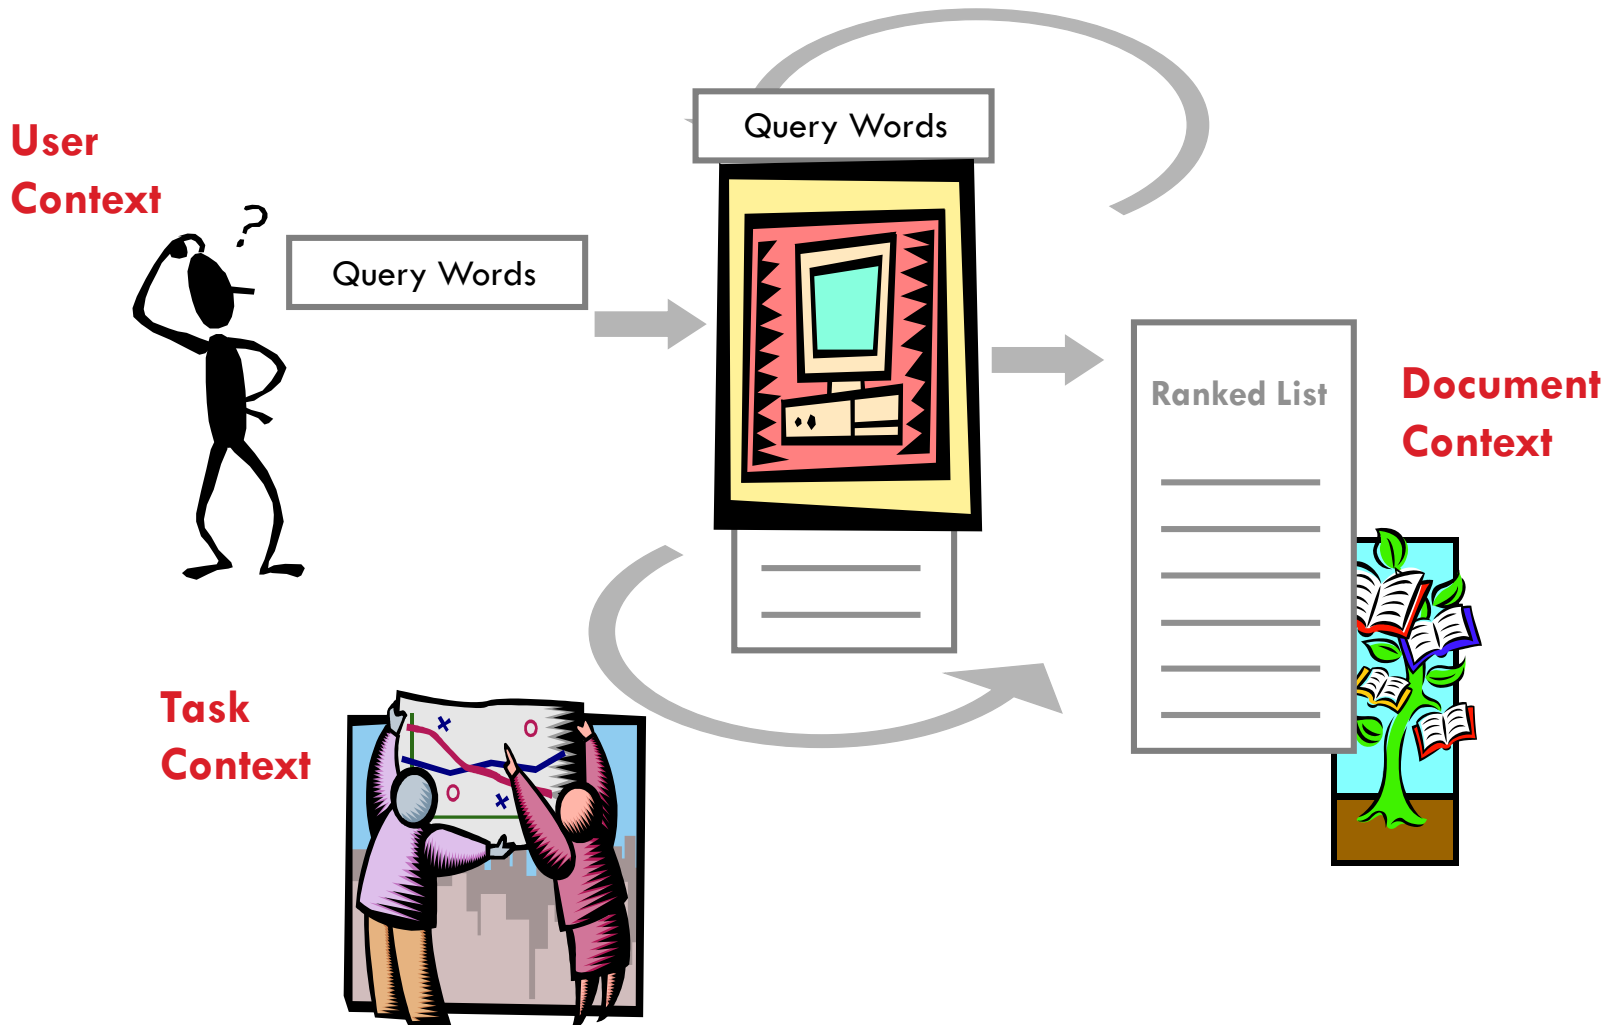 User
Context
Query Words
Query Words
Ranked List
Document
Context
Task
Context